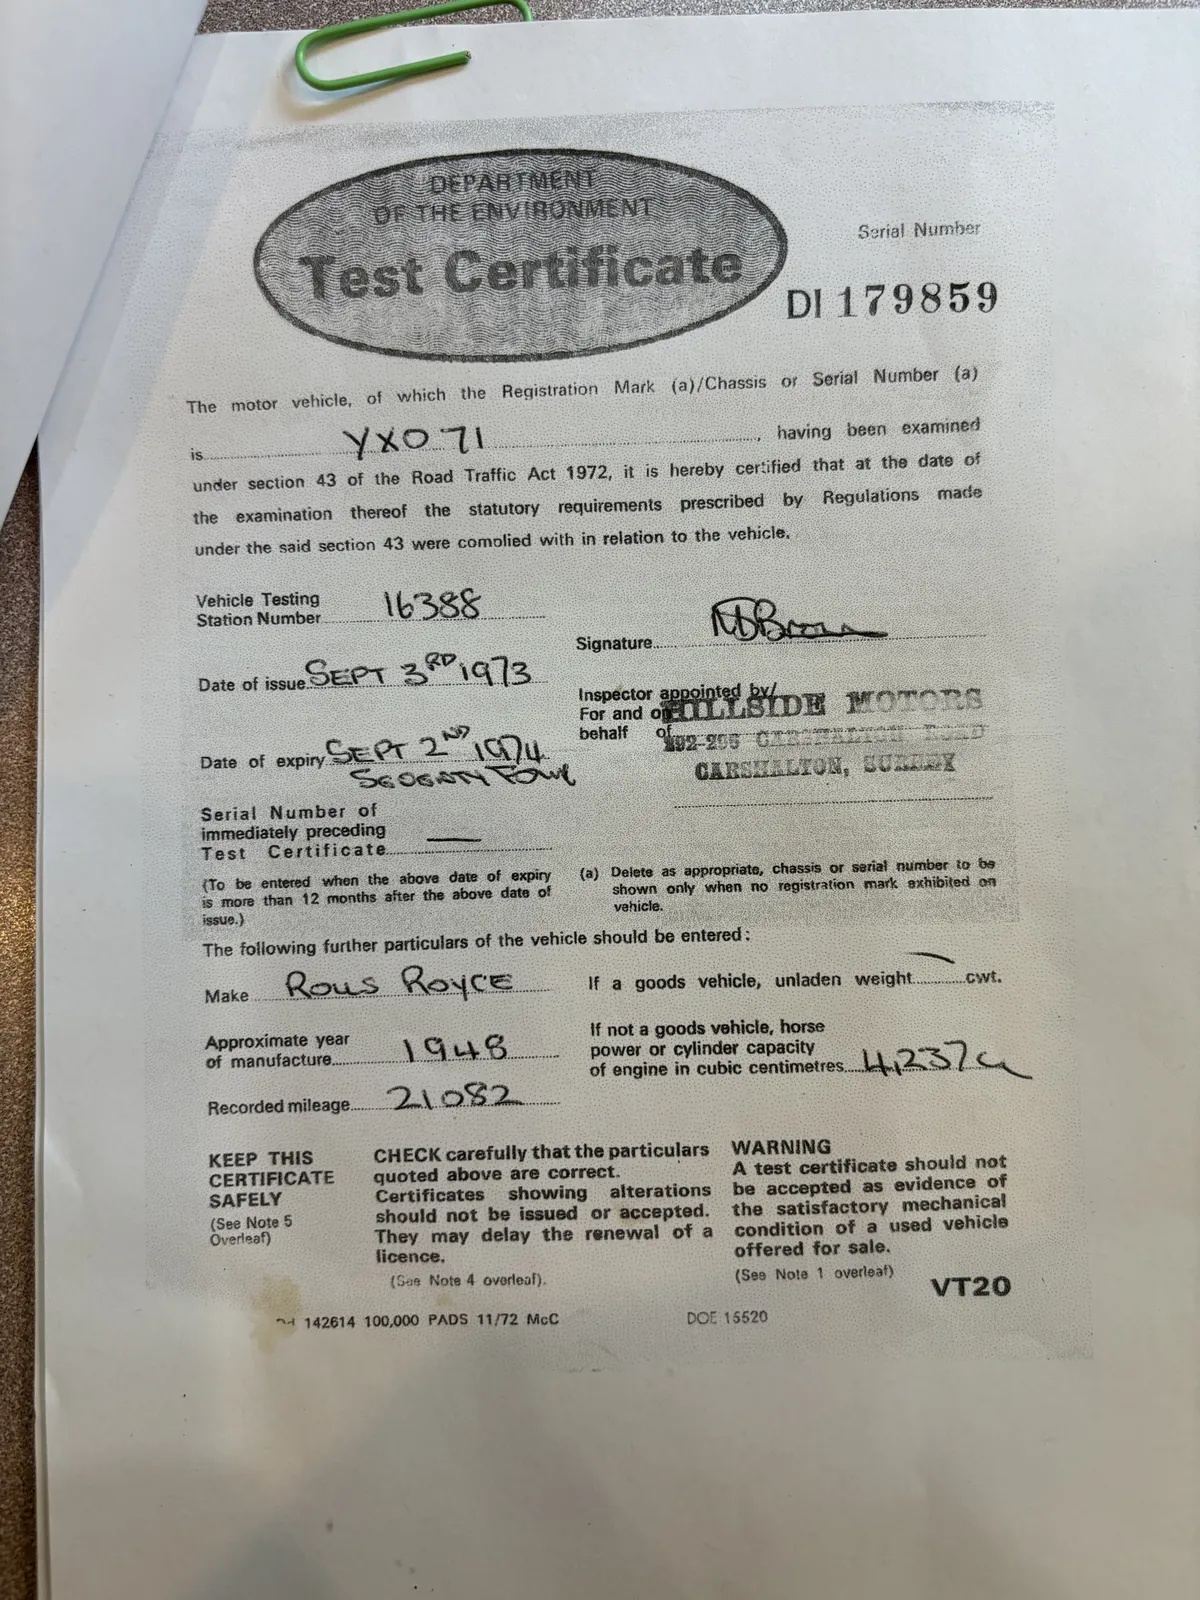 DEPARTMENT
OF THE ENVIRONMENT
Test Certificate
Serial Number
DI 179859
The motor vehicle, of which the Registration Mark (a)/Chassis or Serial Number (a)
is YXO 71, having been examined
under section 43 of the Road Traffic Act 1972, it is hereby certified that at the date of
the examination thereof the statutory requirements prescribed by Regulations made
under the said section 43 were complied with in relation to the vehicle.
Vehicle Testing
Station Number 16388
Signature
Date of issue SEPT 3RD 1973
Inspector appointed by/
For and on
behalf of
HILLSIDE MOTORS
292-296 CARSHALTON ROAD
CARSHALTON, SURREY
Date of expiry SEPT 2ND 1974
Serial Number of
immediately preceding
Test Certificate —
(To be entered when the above date of expiry
is more than 12 months after the above date of
issue.)
(a) Delete as appropriate, chassis or serial number to be
shown only when no registration mark exhibited on
vehicle.
The following further particulars of the vehicle should be entered:
Make ROLLS ROYCE
If a goods vehicle, unladen weight — cwt.
Approximate year
of manufacture 1948
If not a goods vehicle, horse
power or cylinder capacity
of engine in cubic centimetres 4,237
Recorded mileage 21082
KEEP THIS
CERTIFICATE
SAFELY
(See Note 5
Overleaf)
CHECK carefully that the particulars
quoted above are correct.
Certificates showing alterations
should not be issued or accepted.
They may delay the renewal of a
licence.
(See Note 4 overleaf).
WARNING
A test certificate should not
be accepted as evidence of
the satisfactory mechanical
condition of a used vehicle
offered for sale.
(See Note 1 overleaf)
VT20
142614 100,000 PADS 11/72 McC
DOE 15520